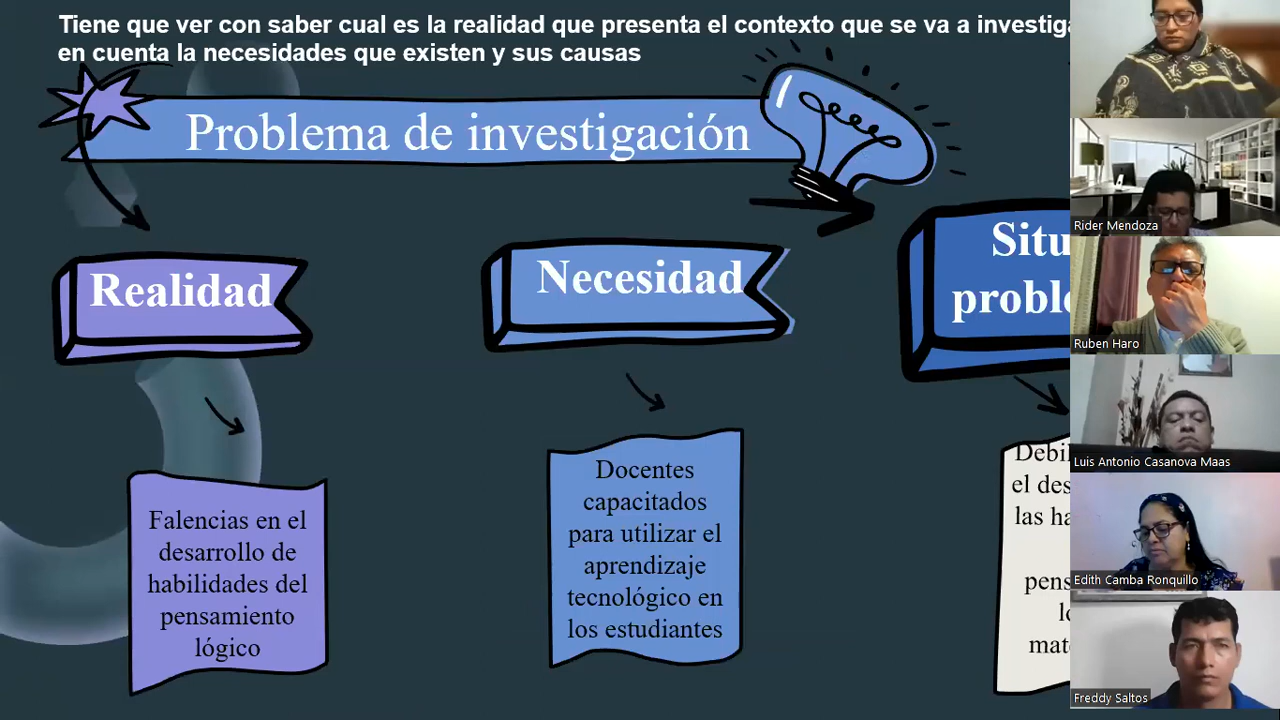 Tiene que ver con saber cual es la realidad que presenta el contexto que se va a investiga
en cuenta la necesidades que existen y sus causas
Problema de investigación
Realidad
Necesidad
Situ
probl
Falencias en el
desarrollo de
habilidades del
pensamiento
lógico
Docentes
capacitados
para utilizar el
aprendizaje
tecnológico en
los estudiantes
Debil
el des
las ha
pens
mat
Rider Mendoza
Ruben Haro
Luis Antonio Casanova Maas
Edith Camba Ronquillo
Freddy Saltos